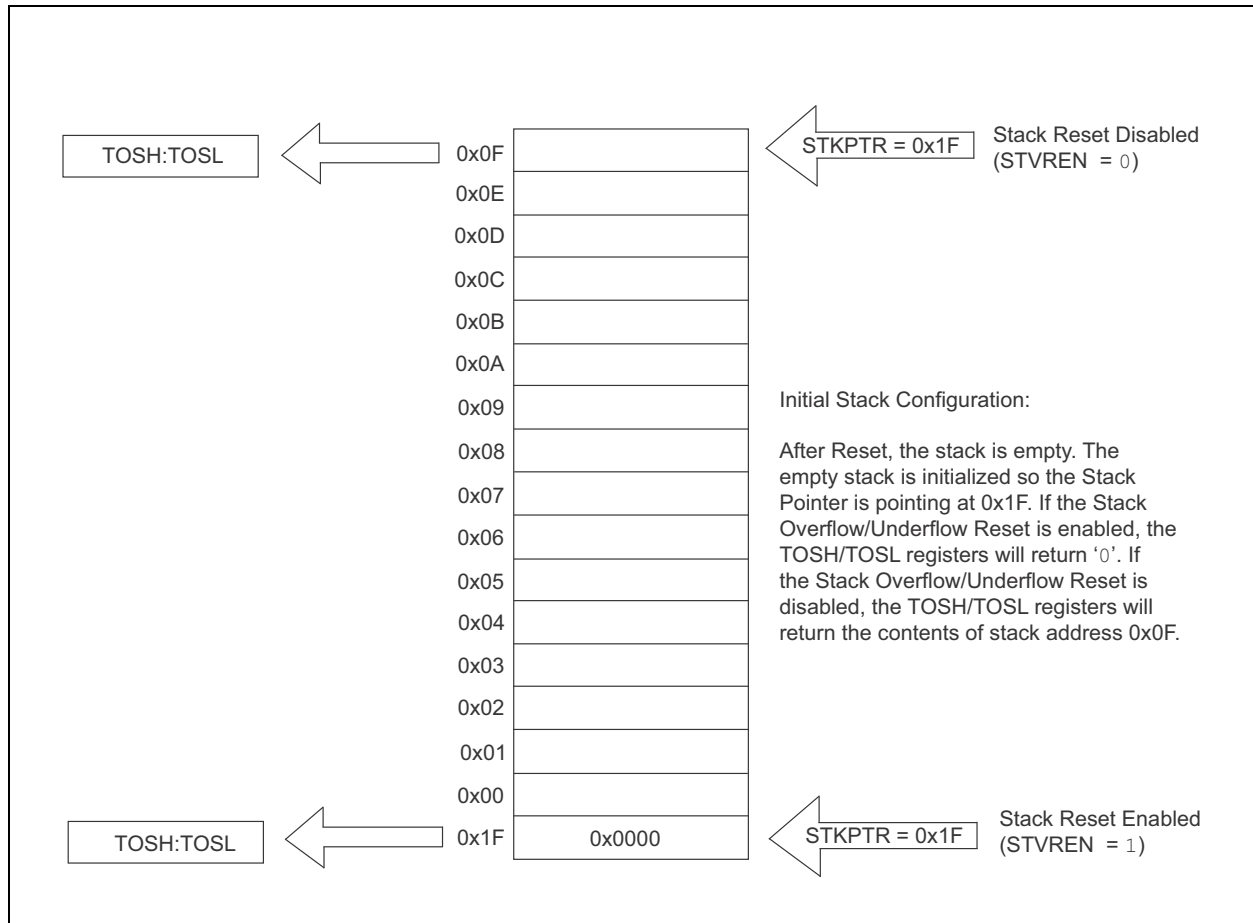 TOSH:TOSL
0x0F
STKPTR = 0x1F
Stack Reset Disabled
(STVREN = 0)
0x0E
0x0D
0x0C
0x0B
0x0A
0x09
0x08
0x07
0x06
0x05
0x04
0x03
0x02
0x01
0x00
Initial Stack Configuration:
After Reset, the stack is empty. The
empty stack is initialized so the Stack
Pointer is pointing at 0x1F. If the Stack
Overflow/Underflow Reset is enabled, the
TOSH/TOSL registers will return ‘0’. If
the Stack Overflow/Underflow Reset is
disabled, the TOSH/TOSL registers will
return the contents of stack address 0x0F.
TOSH:TOSL
0x1F
0x0000
STKPTR = 0x1F
Stack Reset Enabled
(STVREN = 1)